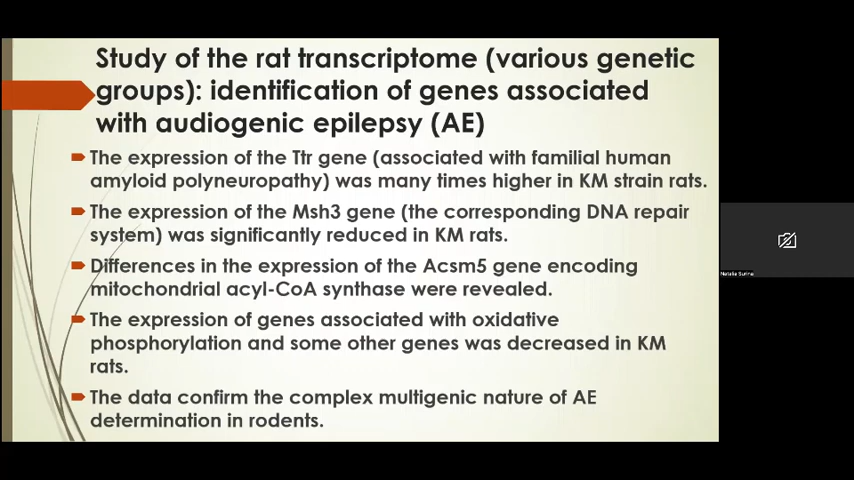 Study of the rat transcriptome (various genetic
groups): identification of genes associated
with audiogenic epilepsy (AE)
The expression of the Ttr gene (associated with familial human
amyloid polyneuropathy) was many times higher in KM strain rats.
The expression of the Msh3 gene (the corresponding DNA repair
system) was significantly reduced in KM rats.
Differences in the expression of the Acsm5 gene encoding
mitochondrial acyl-CoA synthase were revealed.
The expression of genes associated with oxidative
phosphorylation and some other genes was decreased in KM
rats.
The data confirm the complex multigenic nature of AE
determination in rodents.
Natalia Surina